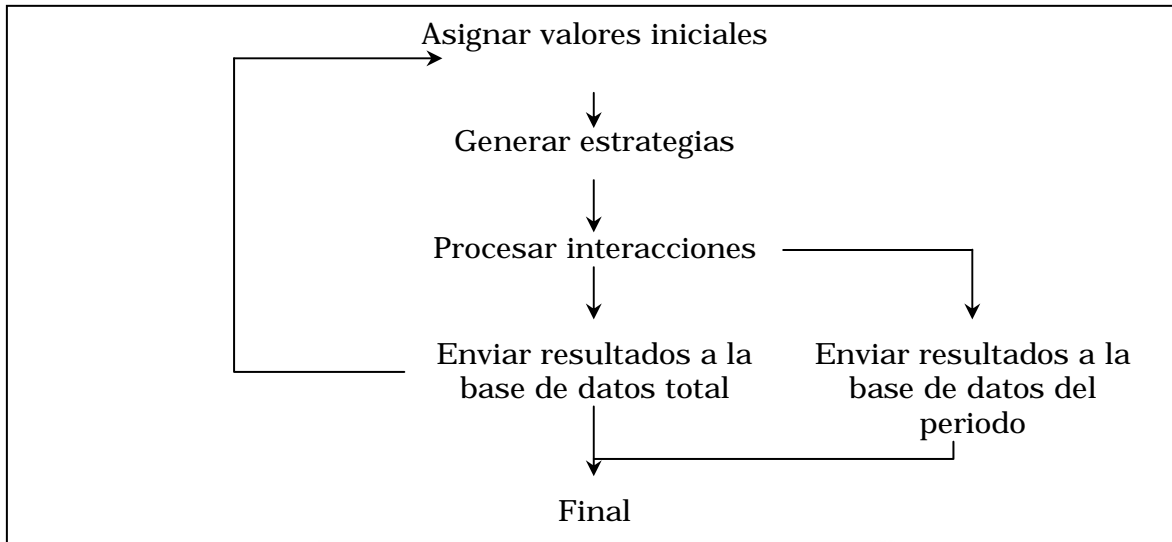 Asignar valores iniciales
Generar estrategias
Procesar interacciones
Enviar resultados a la
base de datos total
Enviar resultados a la
base de datos del
periodo
Final